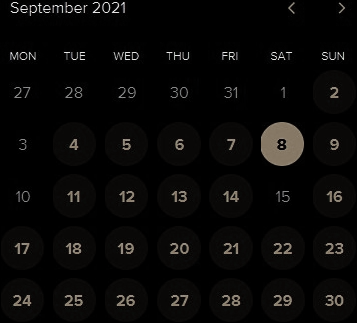 September 2021
MON TUE WED THU FRI SAT SUN
27 28 29 30 31 1 2
3 4 5 6 7 8 9
10 11 12 13 14 15 16
17 18 19 20 21 22 23
24 25 26 27 28 29 30